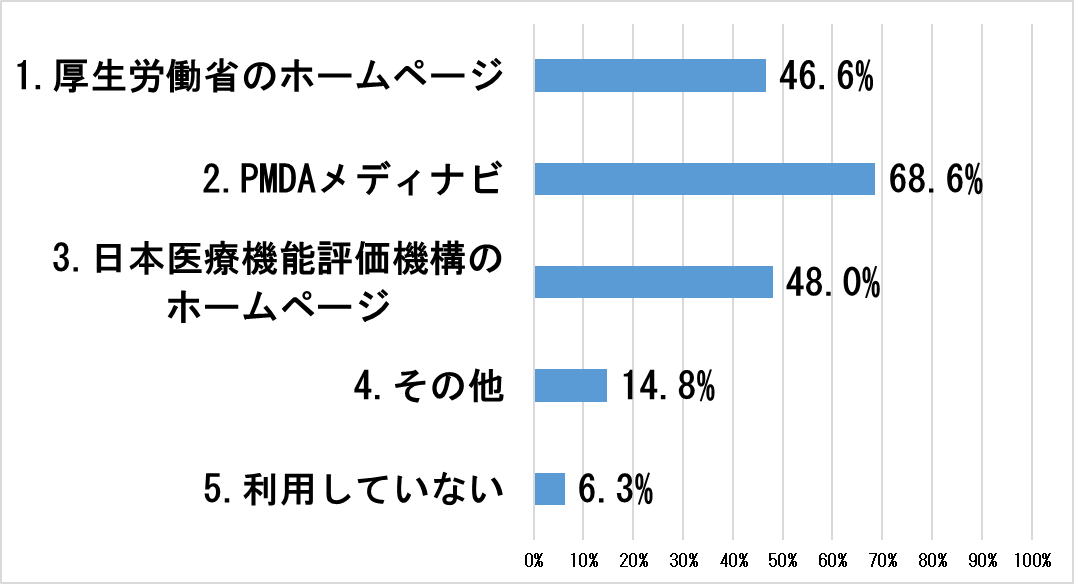 1.厚生労働省のホームページ 46.6%
2.PMDAメディナビ 68.6%
3.日本医療機能評価機構の
ホームページ 48.0%
4.その他 14.8%
5.利用していない 6.3%
0% 10% 20% 30% 40% 50% 60% 70% 80% 90% 100%